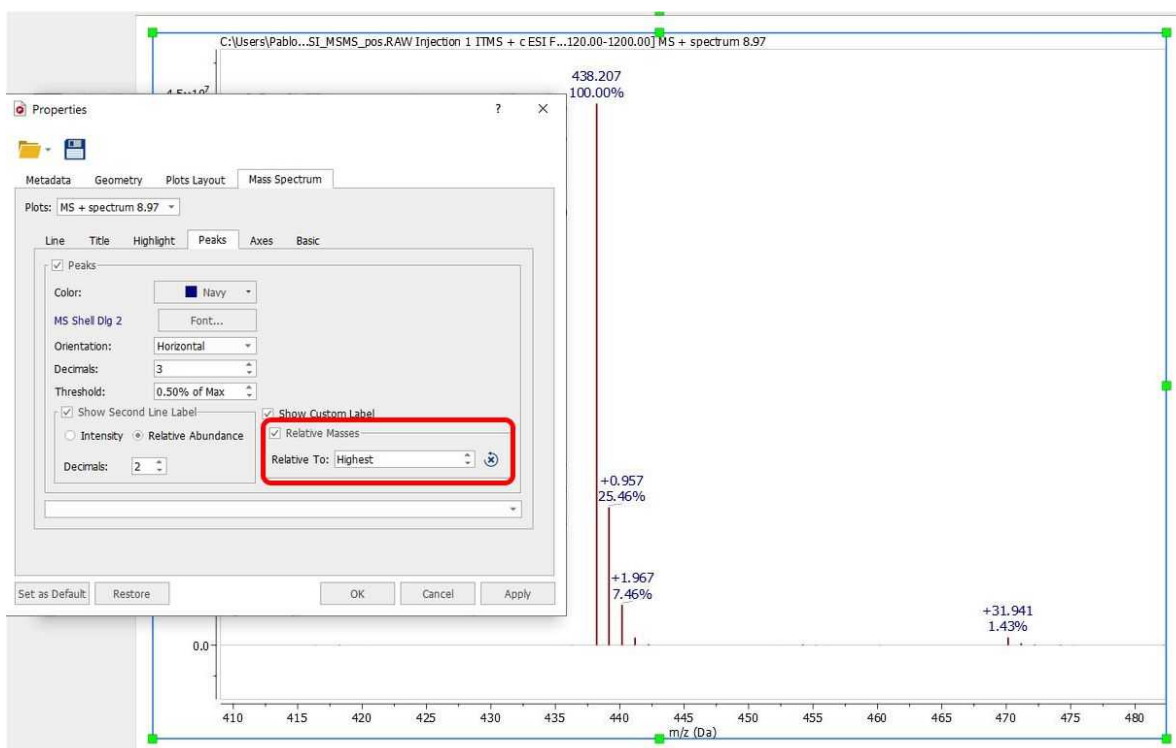 C:\Users\Pablo...SI_MSMS_pos.RAW Injection 1 ITMS + c ESI F...120.00-1200.00] MS + spectrum 8.97
438.207
100.00%
Properties
?
Metadata Geometry Plots Layout Mass Spectrum
Plots: MS + spectrum 8.97
Line Title Highlight Peaks Axes Basic
Peaks
Color: Navy
MS Shell Dlg 2 Font...
Orientation: Horizontal
Decimals: 3
Threshold: 0.50% of Max
Show Second Line Label
Intensity Relative Abundance
Decimals: 2
Show Custom Label
Relative Masses
Relative To: Highest
Set as Default Restore OK Cancel Apply
+0.957
25.46%
+1.967
7.46%
+31.941
1.43%
0.0
410 415 420 425 430 435 440 445 450 455 460 465 470 475 480
m/z (Da)